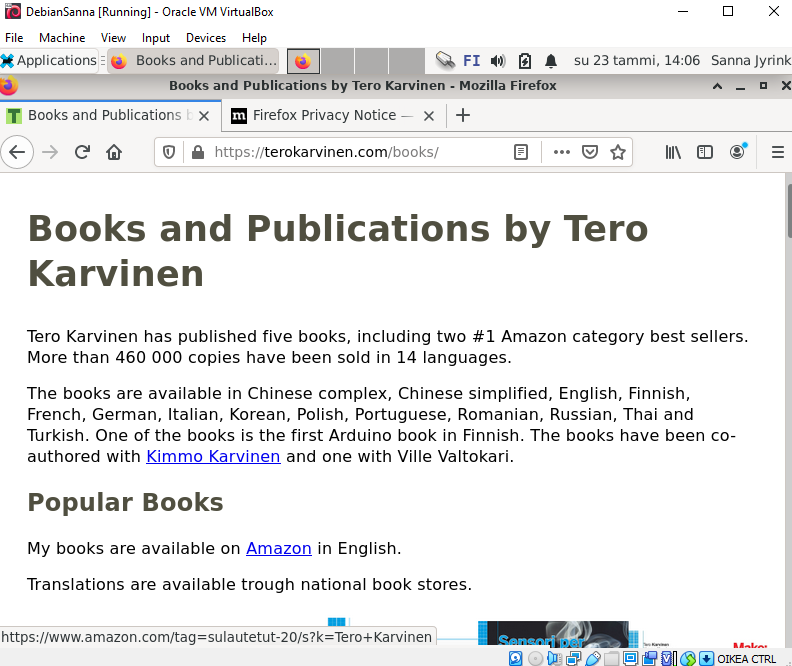 DebianSanna [Running] - Oracle VM VirtualBox
File Machine View Input Devices Help
Applications Books and Publicati... FI su 23 tammi, 14:06 Sanna Jyrink
Books and Publications by Tero Karvinen - Mozilla Firefox
T Books and Publications b m Firefox Privacy Notice —
https://terokarvinen.com/books/
Books and Publications by Tero
Karvinen
Tero Karvinen has published five books, including two #1 Amazon category best sellers.
More than 460 000 copies have been sold in 14 languages.
The books are available in Chinese complex, Chinese simplified, English, Finnish,
French, German, Italian, Korean, Polish, Portuguese, Romanian, Russian, Thai and
Turkish. One of the books is the first Arduino book in Finnish. The books have been co-
authored with Kimmo Karvinen and one with Ville Valtokari.
Popular Books
My books are available on Amazon in English.
Translations are available trough national book stores.
https://www.amazon.com/tag=sulautetut-20/s?k=Tero+Karvinen
Sensori per
Tero Karvinen
Make:
OIKEA CTRL